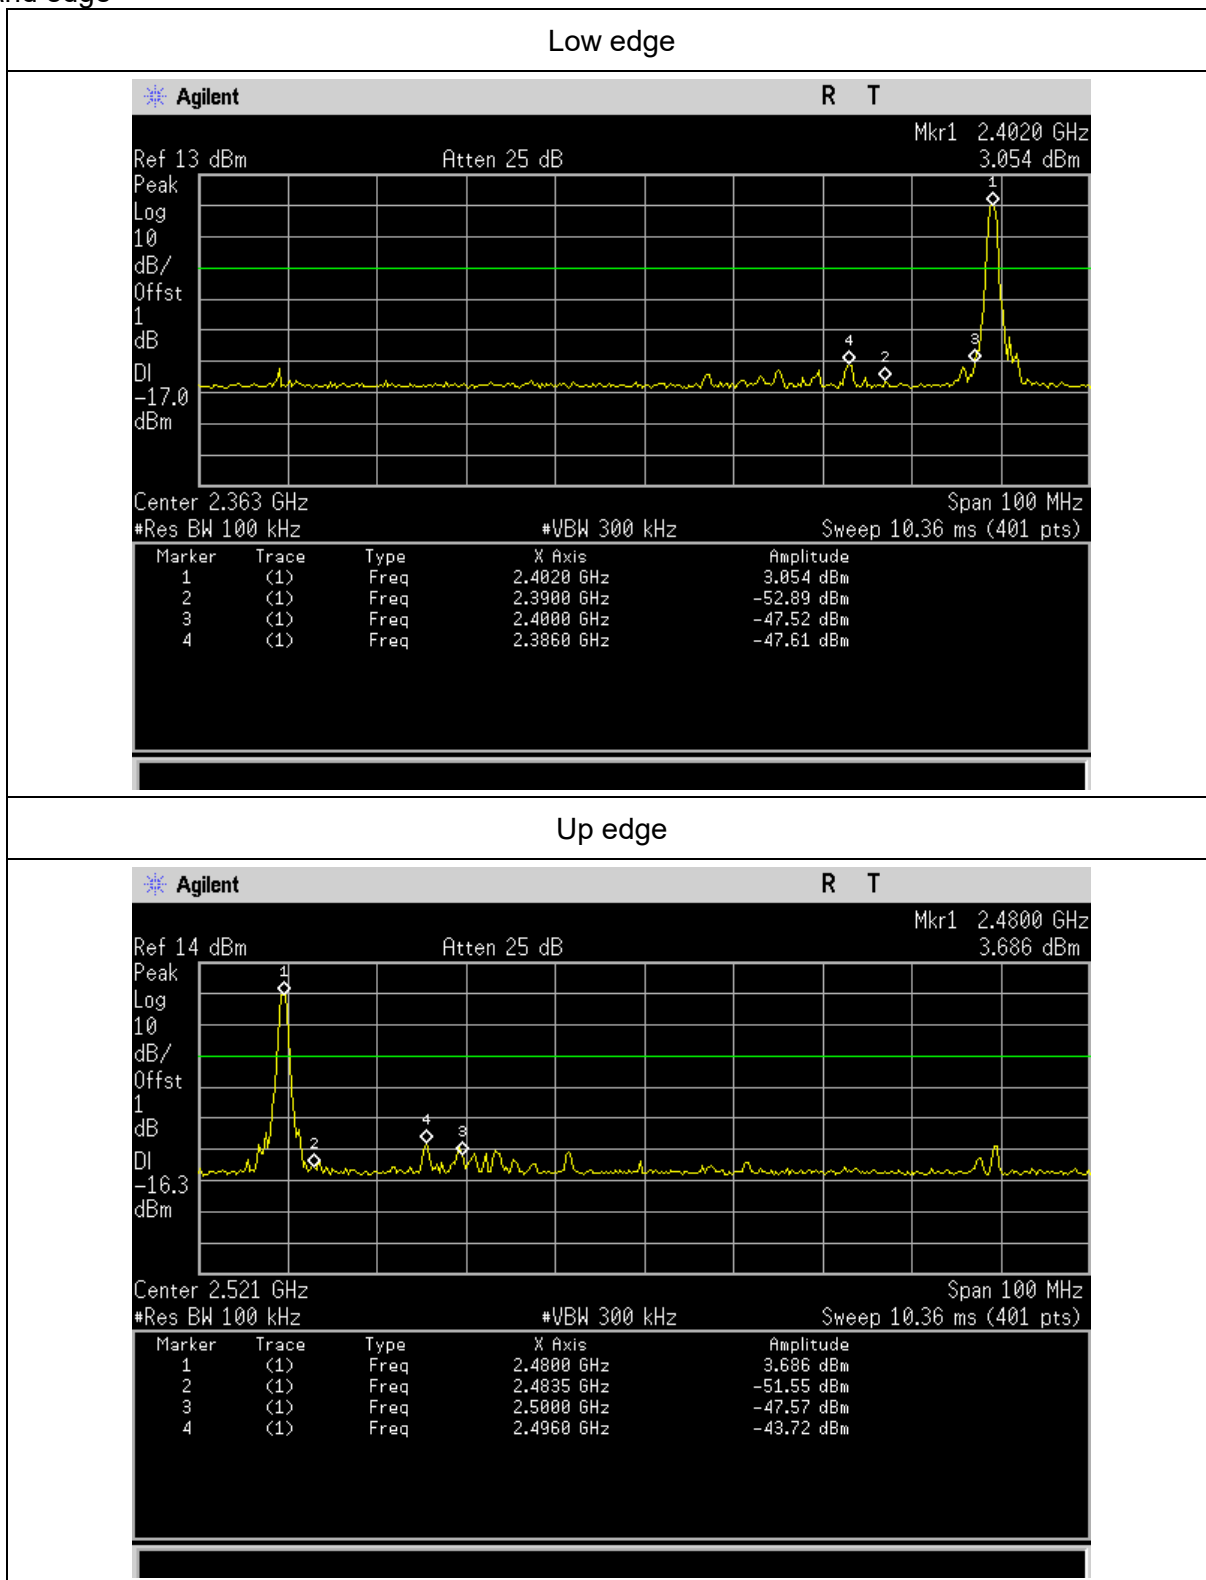 Low edge
Agilent R T
Mkr1 2.4020 GHz
Ref 13 dBm Atten 25 dB 3.054 dBm
Peak
Log
10
dB/
Offst
1
dB
DI
-17.0
dBm
1
4
2
3
Center 2.363 GHz Span 100 MHz
#Res BW 100 kHz #VBW 300 kHz Sweep 10.36 ms (401 pts)
Marker Trace Type X Axis Amplitude
1 (1) Freq 2.4020 GHz 3.054 dBm
2 (1) Freq 2.3900 GHz -52.89 dBm
3 (1) Freq 2.4000 GHz -47.52 dBm
4 (1) Freq 2.3860 GHz -47.61 dBm
Up edge
Agilent R T
Mkr1 2.4800 GHz
Ref 14 dBm Atten 25 dB 3.686 dBm
Peak
Log
10
dB/
Offst
1
dB
DI
-16.3
dBm
1
2
4
3
Center 2.521 GHz Span 100 MHz
#Res BW 100 kHz #VBW 300 kHz Sweep 10.36 ms (401 pts)
Marker Trace Type X Axis Amplitude
1 (1) Freq 2.4800 GHz 3.686 dBm
2 (1) Freq 2.4835 GHz -51.55 dBm
3 (1) Freq 2.5000 GHz -47.57 dBm
4 (1) Freq 2.4960 GHz -43.72 dBm